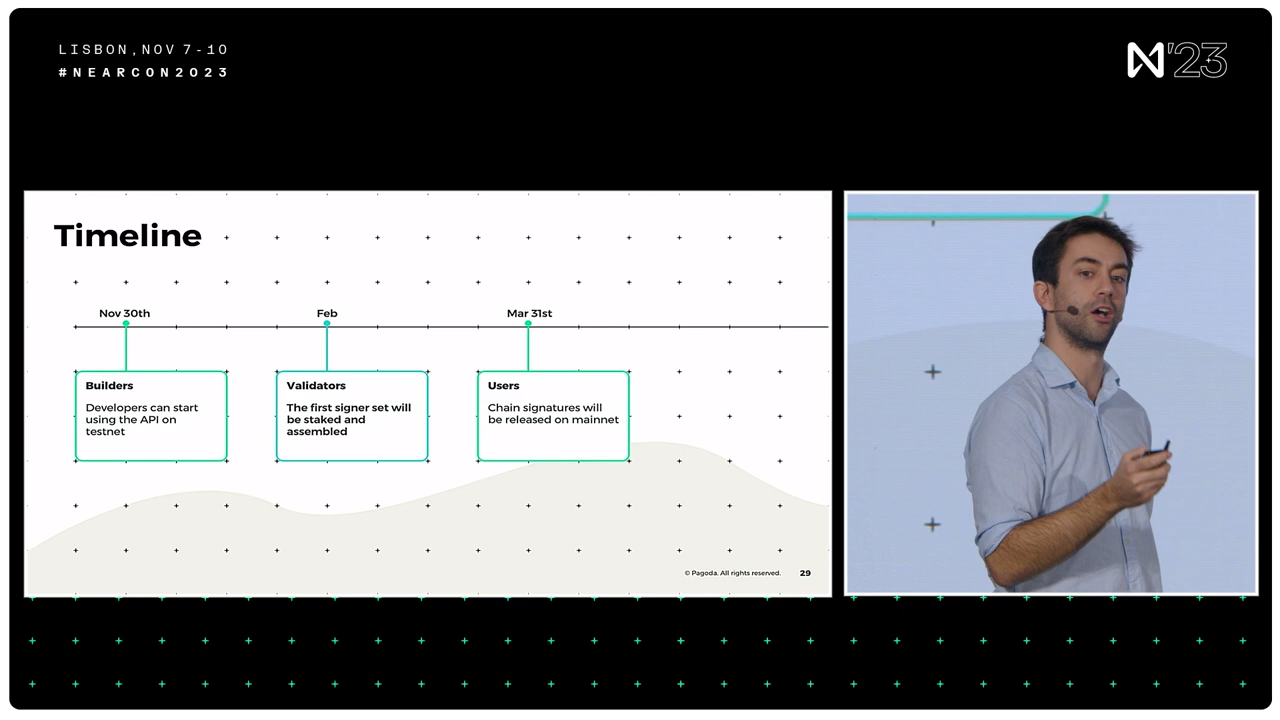 LISBON, NOV 7-10
#NEARCON2023
N'23
Timeline
Nov 30th
Feb
Mar 31st
Builders
Developers can start
using the API on
testnet
Validators
The first signer set will
be staked and
assembled
Users
Chain signatures will
be released on mainnet
© Pagoda. All rights reserved.
29